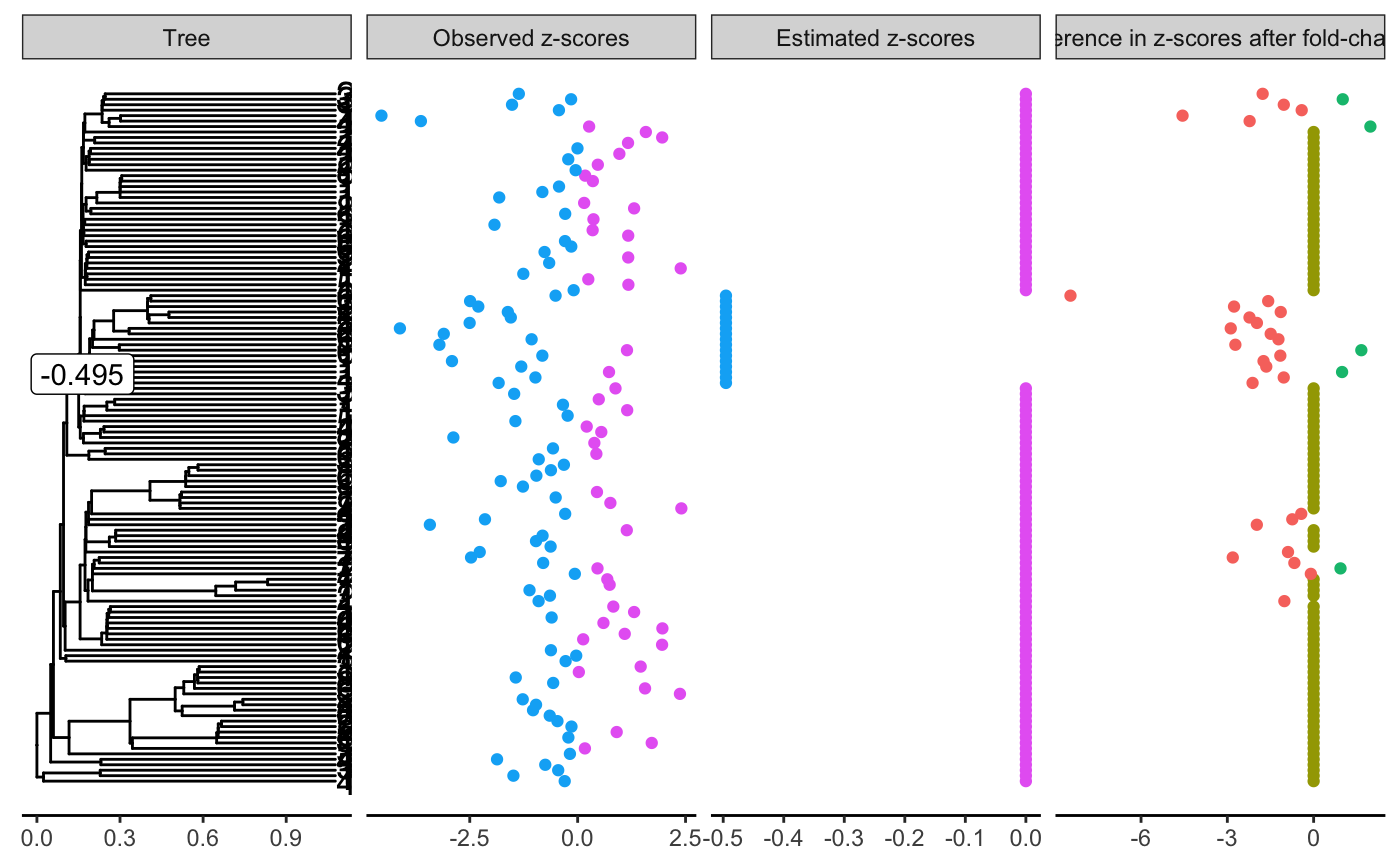 Tree
Observed z-scores
Estimated z-scores
erence in z-scores after fold-cha
-0.495
0.0 0.3 0.6 0.9
-2.5 0.0 2.5
-0.5 -0.4 -0.3 -0.2 -0.1 0.0
-6 -3 0